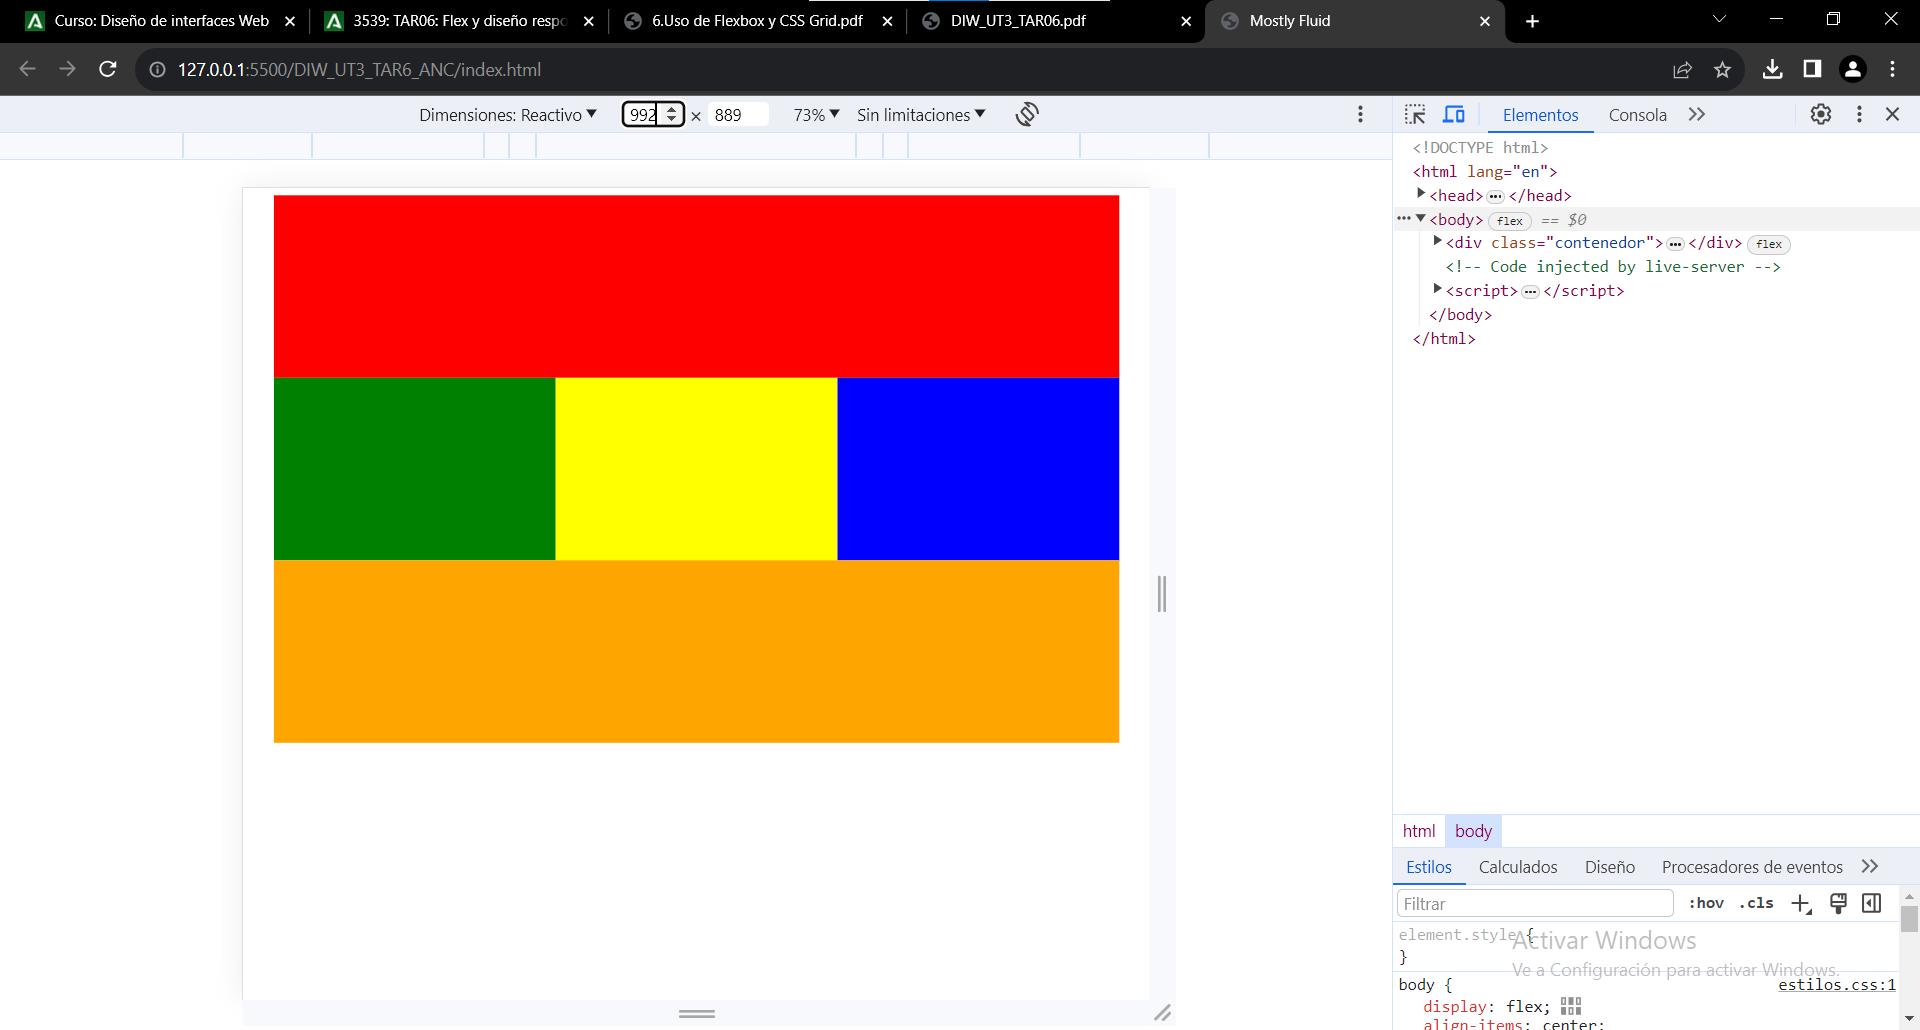 Curso: Diseño de interfaces Web
3539: TAR06: Flex y diseño respo
6.Uso de Flexbox y CSS Grid.pdf
DIW_UT3_TAR06.pdf
Mostly Fluid
127.0.0.1:5500/DIW_UT3_TAR6_ANC/index.html
Dimensiones: Reactivo 992 × 889 73% Sin limitaciones
Elementos Consola
<!DOCTYPE html>
<html lang="en">
<head> ••• </head>
••• <body> flex == $0
<div class="contenedor"> ••• </div> flex
<!-- Code injected by live-server -->
<script> ••• </script>
</body>
</html>
html body
Estilos Calculados Diseño Procesadores de eventos
Filtrar :hov .cls
element.style {
}
Activar Windows
Ve a Configuración para activar Windows.
body { estilos.css:1
display: flex;
align-items: center;